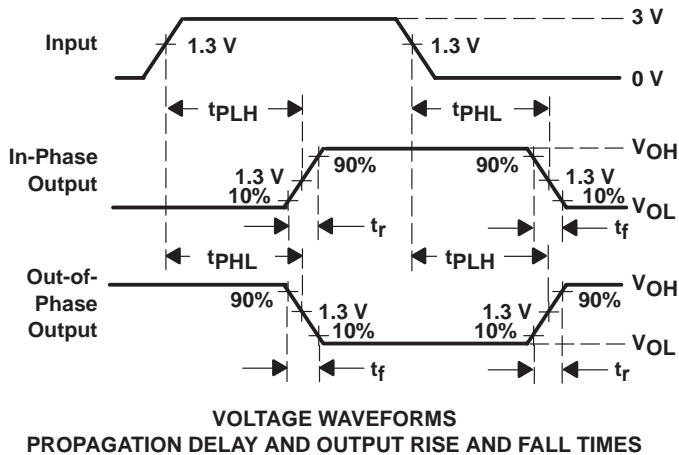 3 V
Input
1.3 V
1.3 V
0 V
tPLH
tPHL
In-Phase
Output
VOH
90%
90%
1.3 V
1.3 V
10%
10%
VOL
tr
tf
tPHL
tPLH
Out-of-
Phase
Output
VOH
90%
90%
1.3 V
1.3 V
10%
10%
VOL
tf
tr
VOLTAGE WAVEFORMS
PROPAGATION DELAY AND OUTPUT RISE AND FALL TIMES